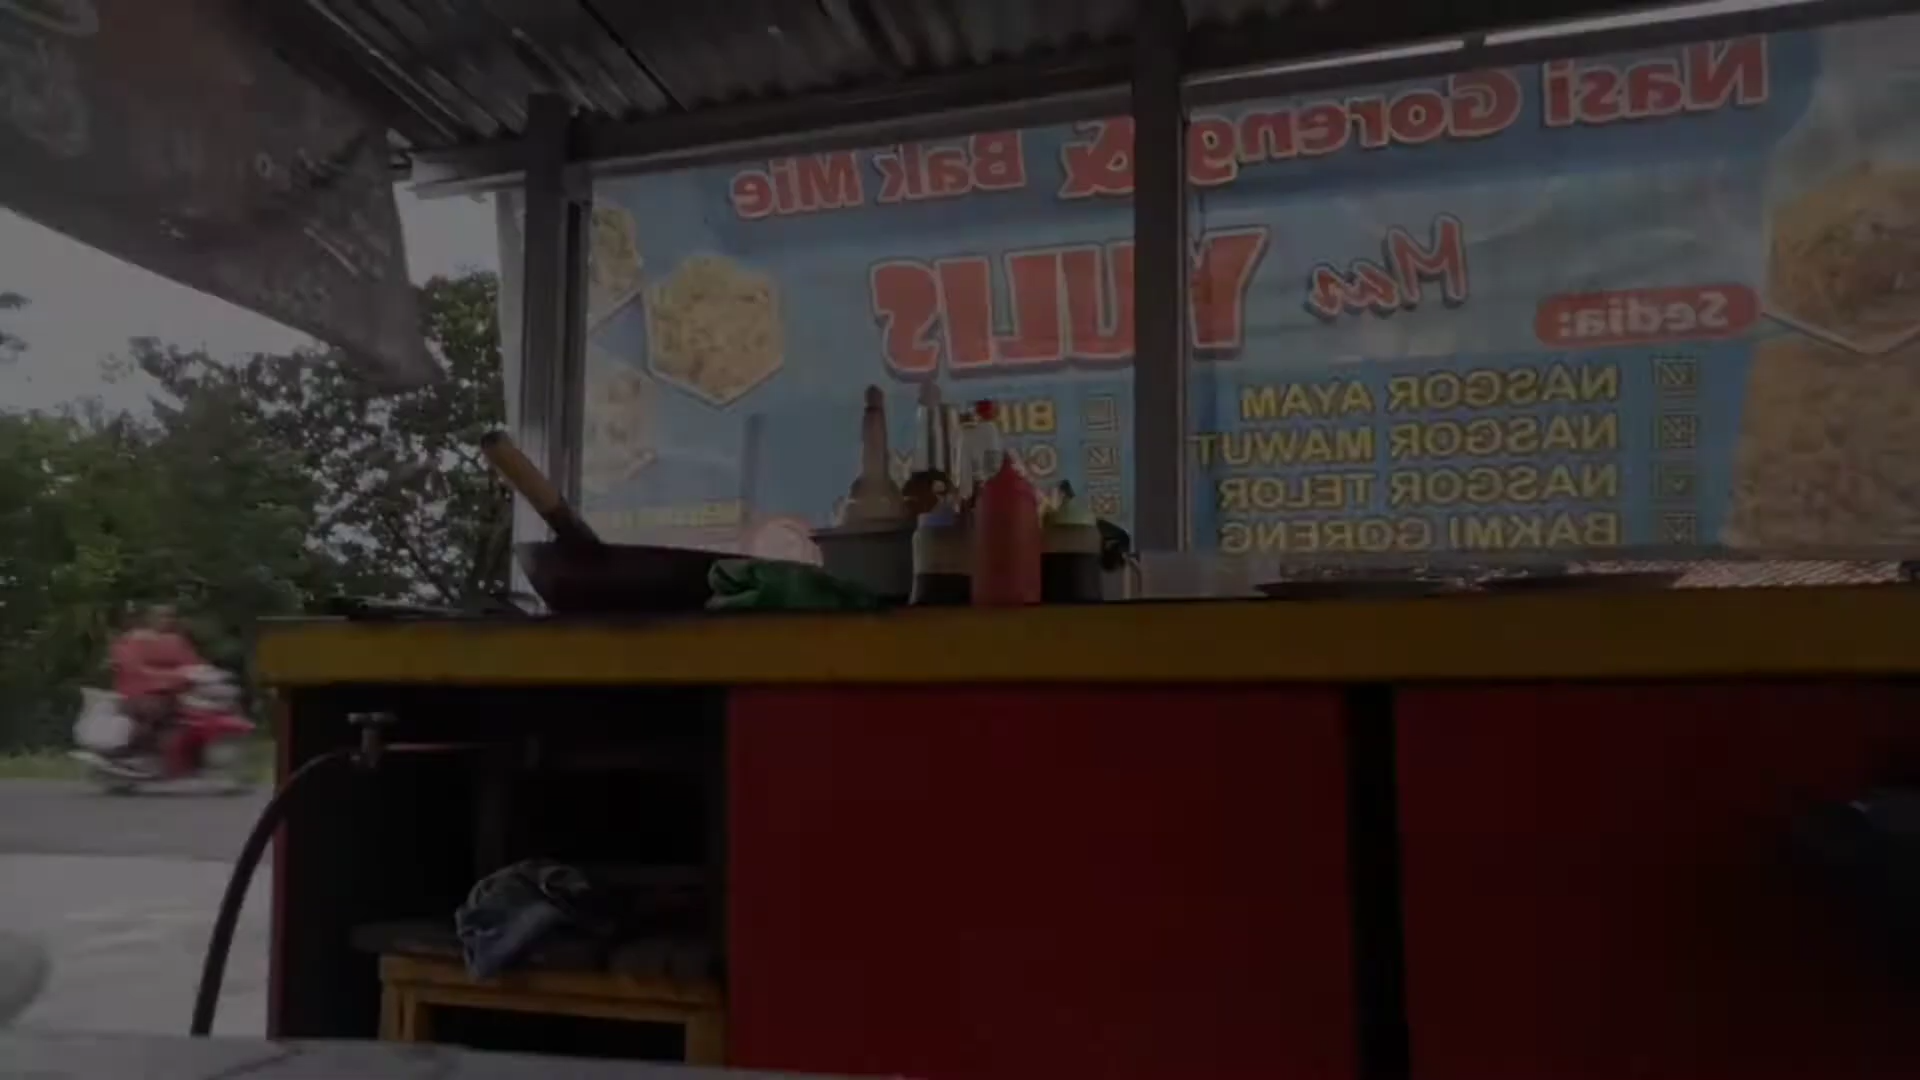 Nasi Goreng & Bak Mie
Mas YULIS
Sedia:
NASGOR AYAM
NASGOR MAWUT
NASGOR TELOR
BAKMI GORENG